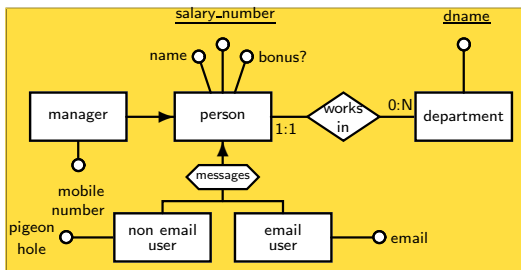 salary_number
dname
name
bonus?
manager
person
works
in
department
1:1
0:N
messages
mobile
number
pigeon
hole
non email
user
email
user
email